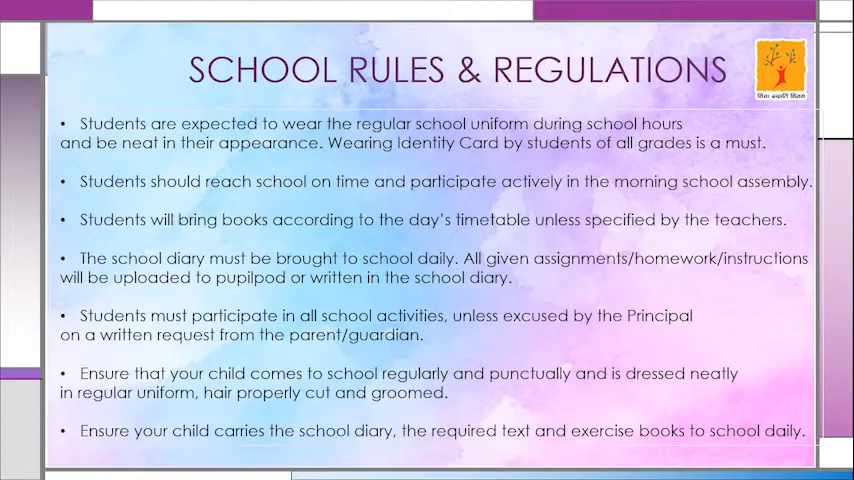 SCHOOL RULES & REGULATIONS
• Students are expected to wear the regular school uniform during school hours
and be neat in their appearance. Wearing Identity Card by students of all grades is a must.
• Students should reach school on time and participate actively in the morning school assembly.
• Students will bring books according to the day's timetable unless specified by the teachers.
• The school diary must be brought to school daily. All given assignments/homework/instructions
will be uploaded to pupilpod or written in the school diary.
• Students must participate in all school activities, unless excused by the Principal
on a written request from the parent/guardian.
• Ensure that your child comes to school regularly and punctually and is dressed neatly
in regular uniform, hair properly cut and groomed.
• Ensure your child carries the school diary, the required text and exercise books to school daily.